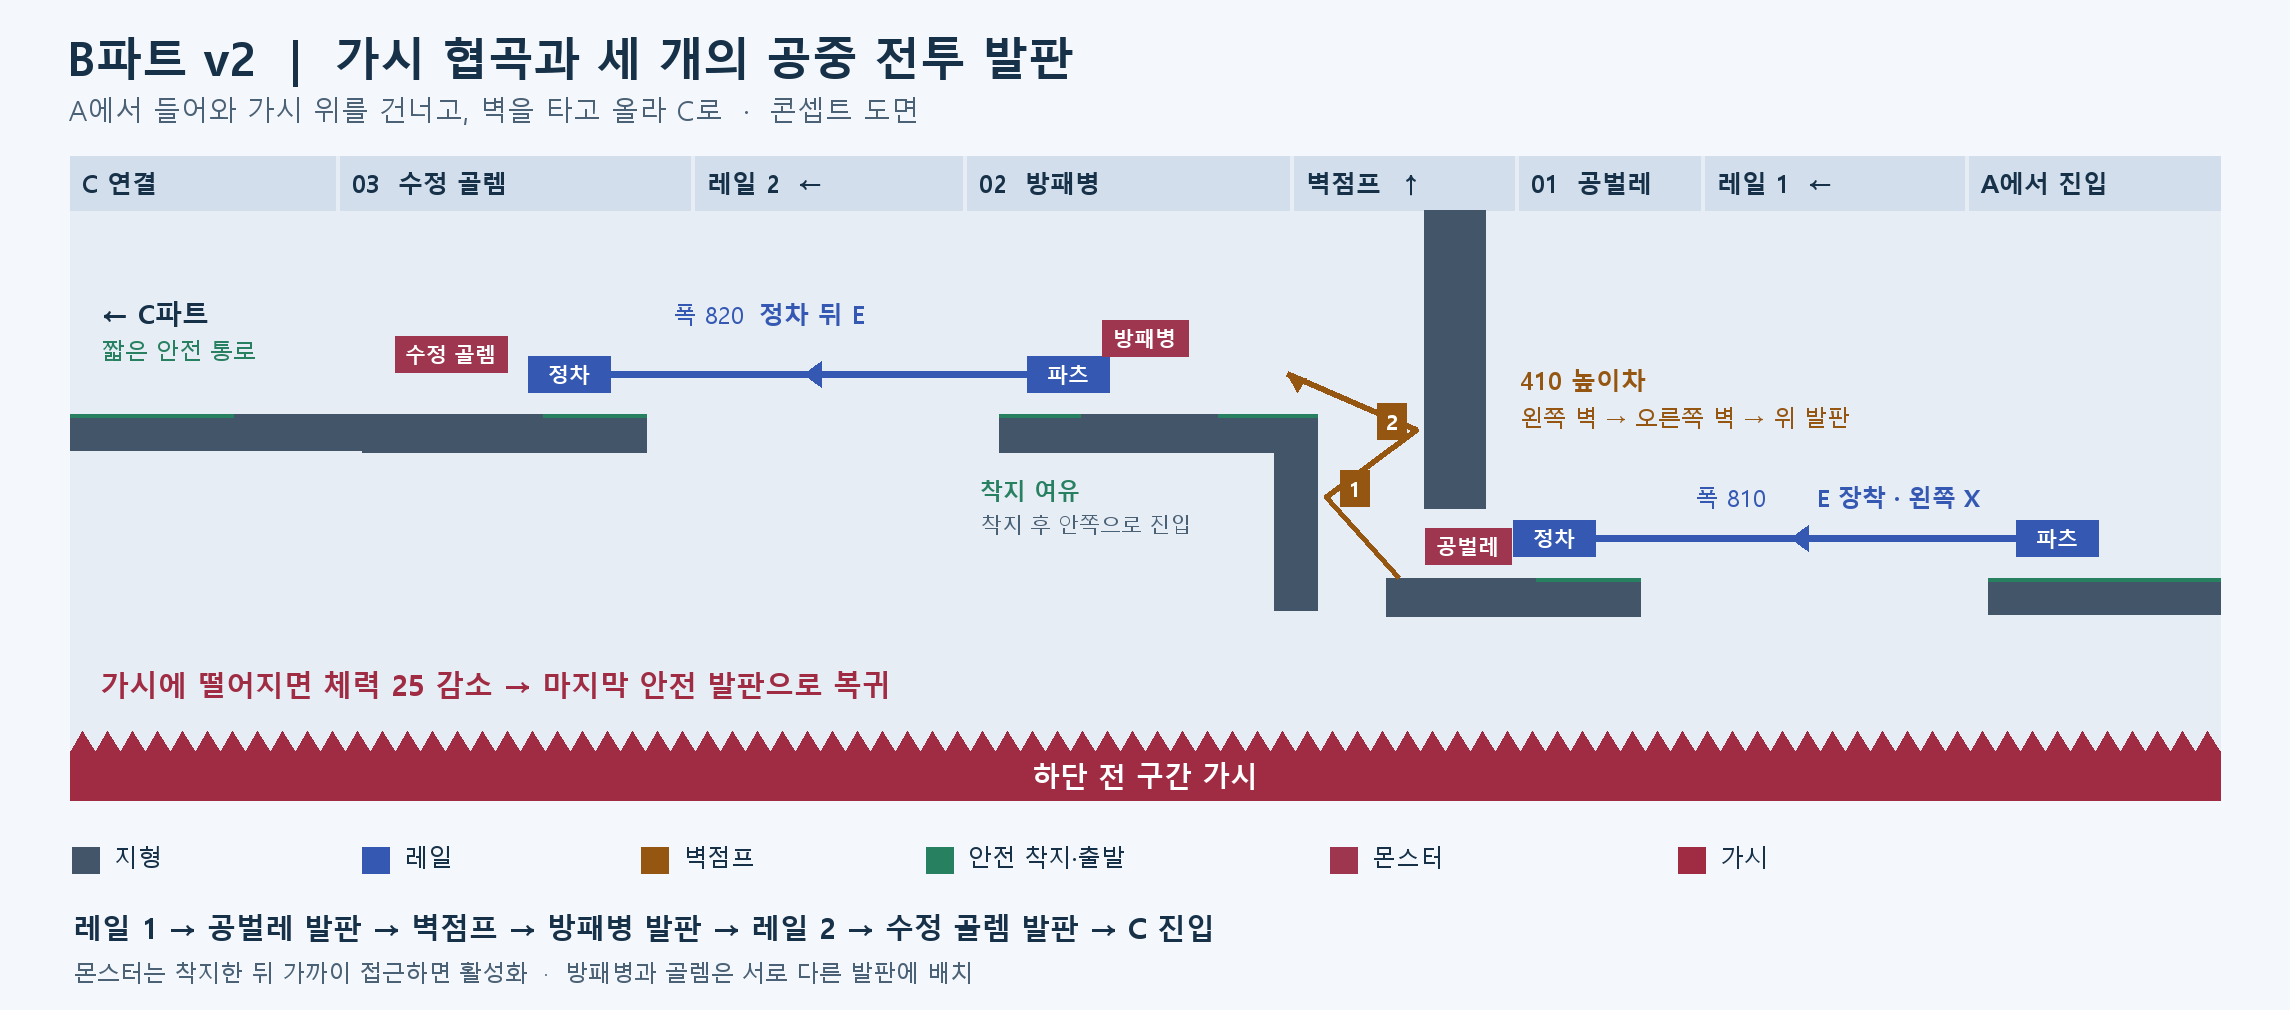 B파트 v2 | 가시 협곡과 세 개의 공중 전투 발판
A에서 들어와 가시 위를 건너고, 벽을 타고 올라 C로 · 콘셉트 도면
C 연결
03 수정 골렘
레일 2 ←
02 방패병
벽점프 ↑
01 공벌레
레일 1 ←
A에서 진입
← C파트
짧은 안전 통로
수정 골렘
정차
폭 820 정차 뒤 E
파츠
방패병
2
1
410 높이차
왼쪽 벽 → 오른쪽 벽 → 위 발판
착지 여유
착지 후 안쪽으로 진입
폭 810 E 장착 · 왼쪽 X
공벌레
정차
파츠
가시에 떨어지면 체력 25 감소 → 마지막 안전 발판으로 복귀
하단 전 구간 가시
지형
레일
벽점프
안전 착지·출발
몬스터
가시
레일 1 → 공벌레 발판 → 벽점프 → 방패병 발판 → 레일 2 → 수정 골렘 발판 → C 진입
몬스터는 착지한 뒤 가까이 접근하면 활성화 · 방패병과 골렘은 서로 다른 발판에 배치